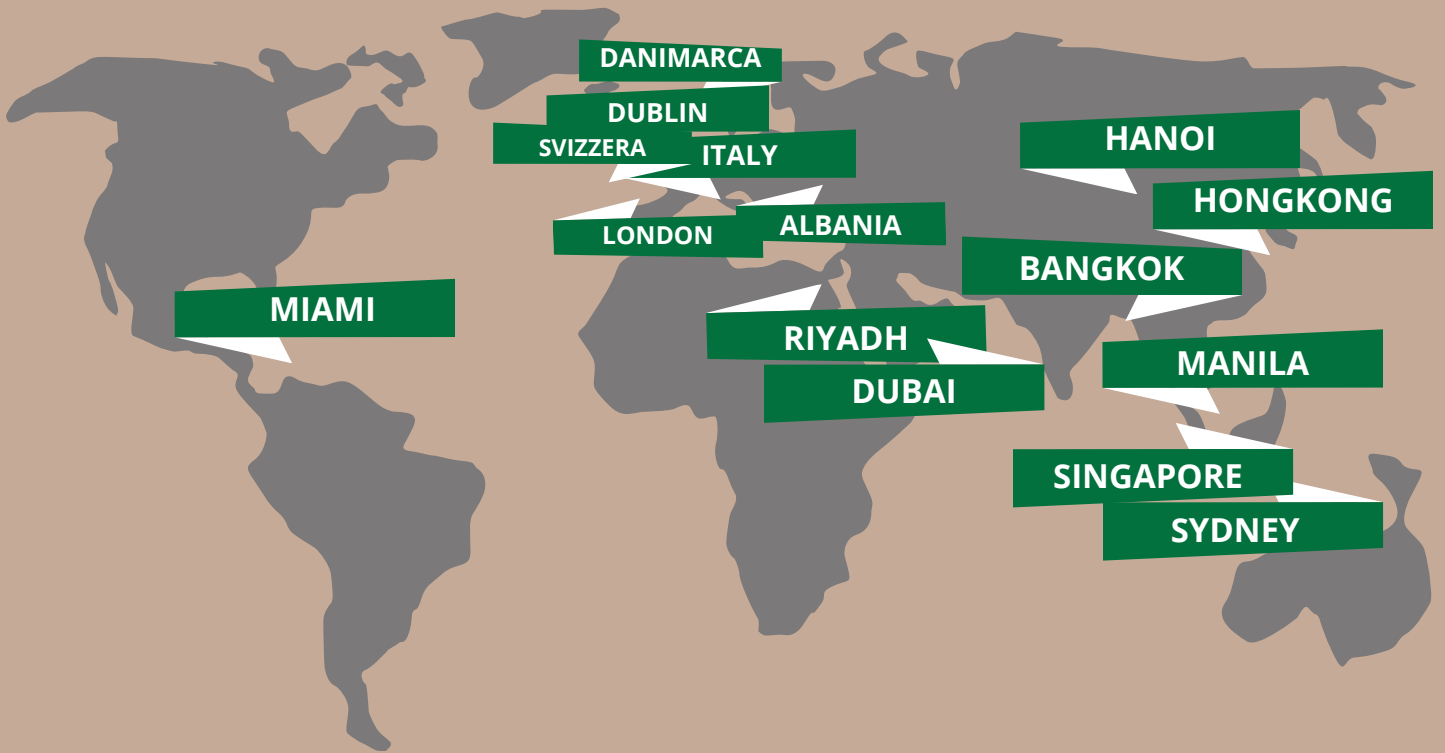 DANIMARCA
DUBLIN
SVIZZERA
ITALY
HANOI
HONGKONG
LONDON
ALBANIA
BANGKOK
MIAMI
RIYADH
MANILA
DUBAI
SINGAPORE
SYDNEY